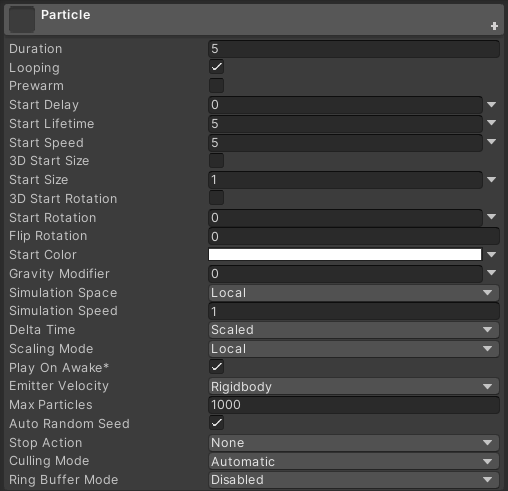 Particle
Duration 5
Looping
Prewarm
Start Delay 0
Start Lifetime 5
Start Speed 5
3D Start Size
Start Size 1
3D Start Rotation
Start Rotation 0
Flip Rotation 0
Start Color
Gravity Modifier 0
Simulation Space Local
Simulation Speed 1
Delta Time Scaled
Scaling Mode Local
Play On Awake*
Emitter Velocity Rigidbody
Max Particles 1000
Auto Random Seed
Stop Action None
Culling Mode Automatic
Ring Buffer Mode Disabled